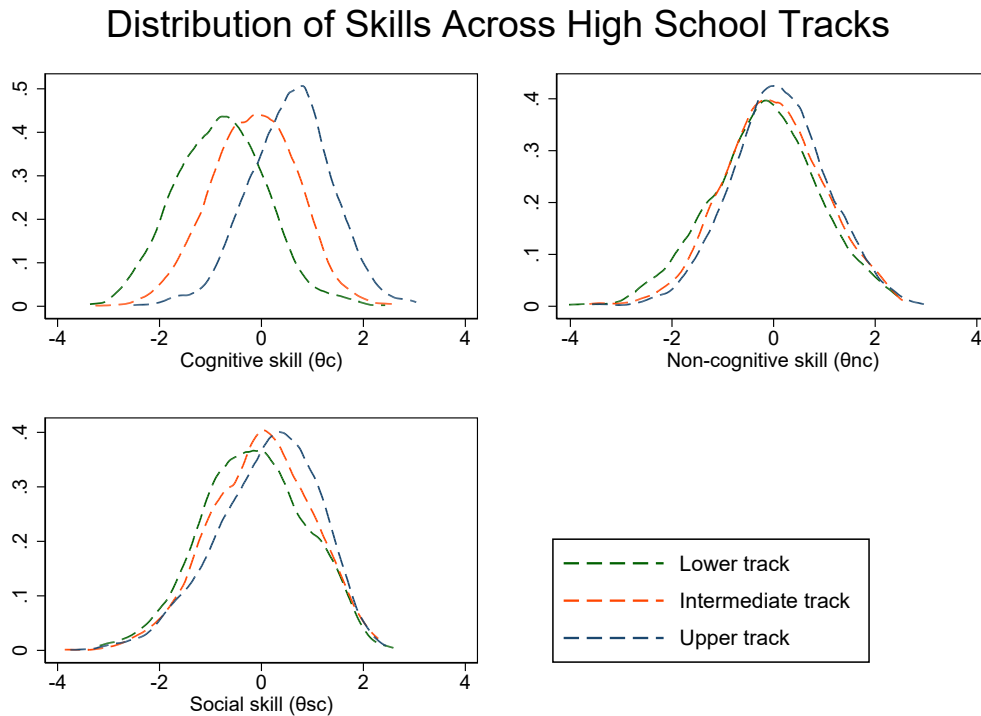 Distribution of Skills Across High School Tracks
.5
.4
.3
.2
.1
0
-4 -2 0 2 4
Cognitive skill (θc)
.4
.3
.2
.1
0
-4 -2 0 2 4
Non-cognitive skill (θnc)
.4
.3
.2
.1
0
-4 -2 0 2 4
Social skill (θsc)
Lower track
Intermediate track
Upper track